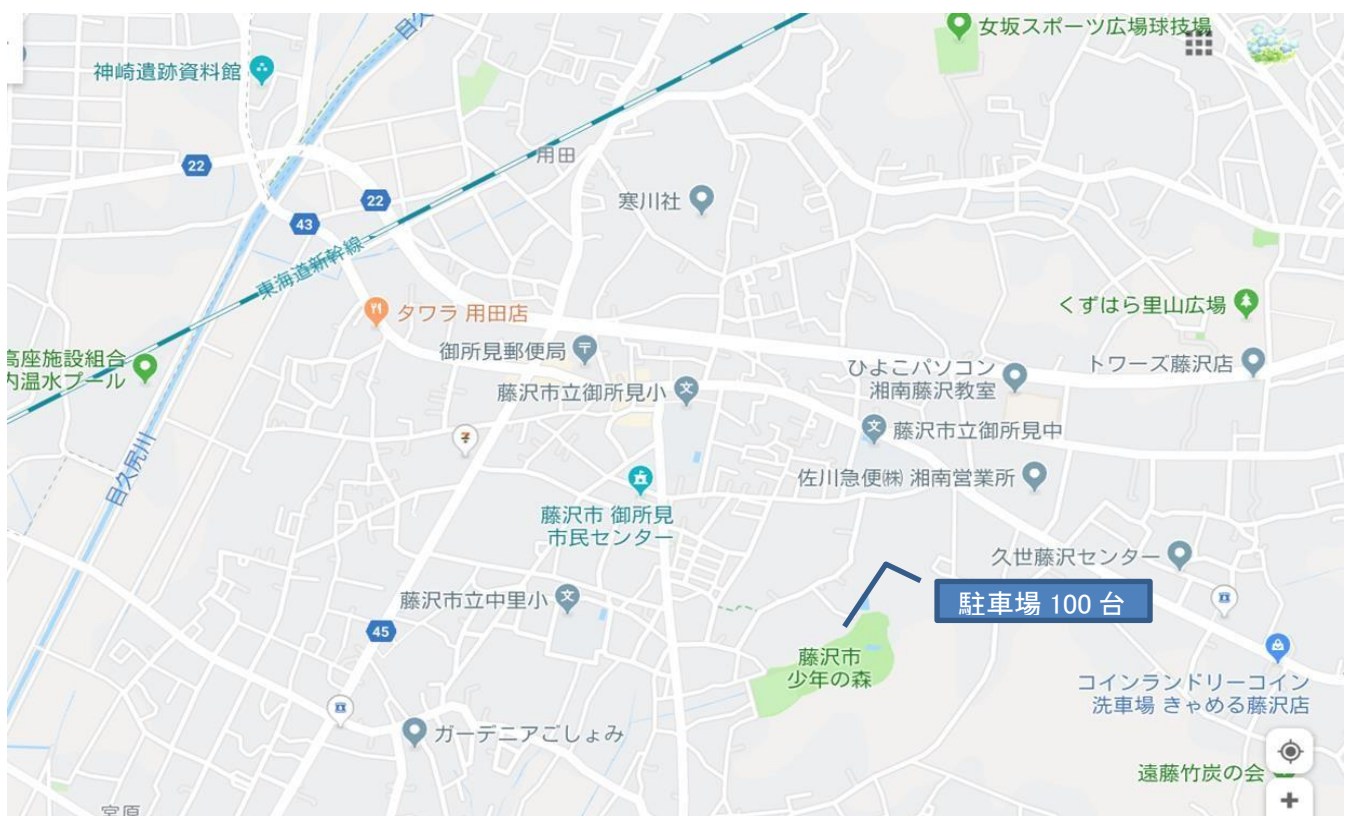 目久
女坂スポーツ広場球技場
神崎遺跡資料館
22
用田
22
寒川社
43
東海道新幹線
くずはら里山広場
タワラ 用田店
御所見郵便局
高座施設組合
内温水プール
ひよこパソコン
湘南藤沢教室
トワーズ藤沢店
藤沢市立御所見小
藤沢市立御所見中
目久尻川
佐川急便㈱ 湘南営業所
藤沢市 御所見
市民センター
久世藤沢センター
駐車場 100 台
藤沢市立中里小
45
藤沢市
少年の森
コインランドリーコイン
洗車場 きゃめる藤沢店
ガーデニアごしょみ
遠藤竹炭の会
宮原